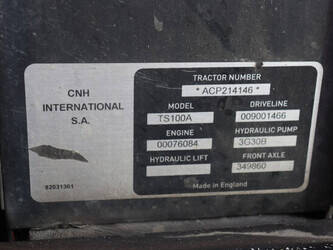 CNH
INTERNATIONAL
S.A.
82031301
TRACTOR NUMBER
* ACP214146 *
MODEL DRIVELINE
TS100A 009001466
ENGINE HYDRAULIC PUMP
00076084 3G30B
HYDRAULIC LIFT FRONT AXLE
349860
Made in England